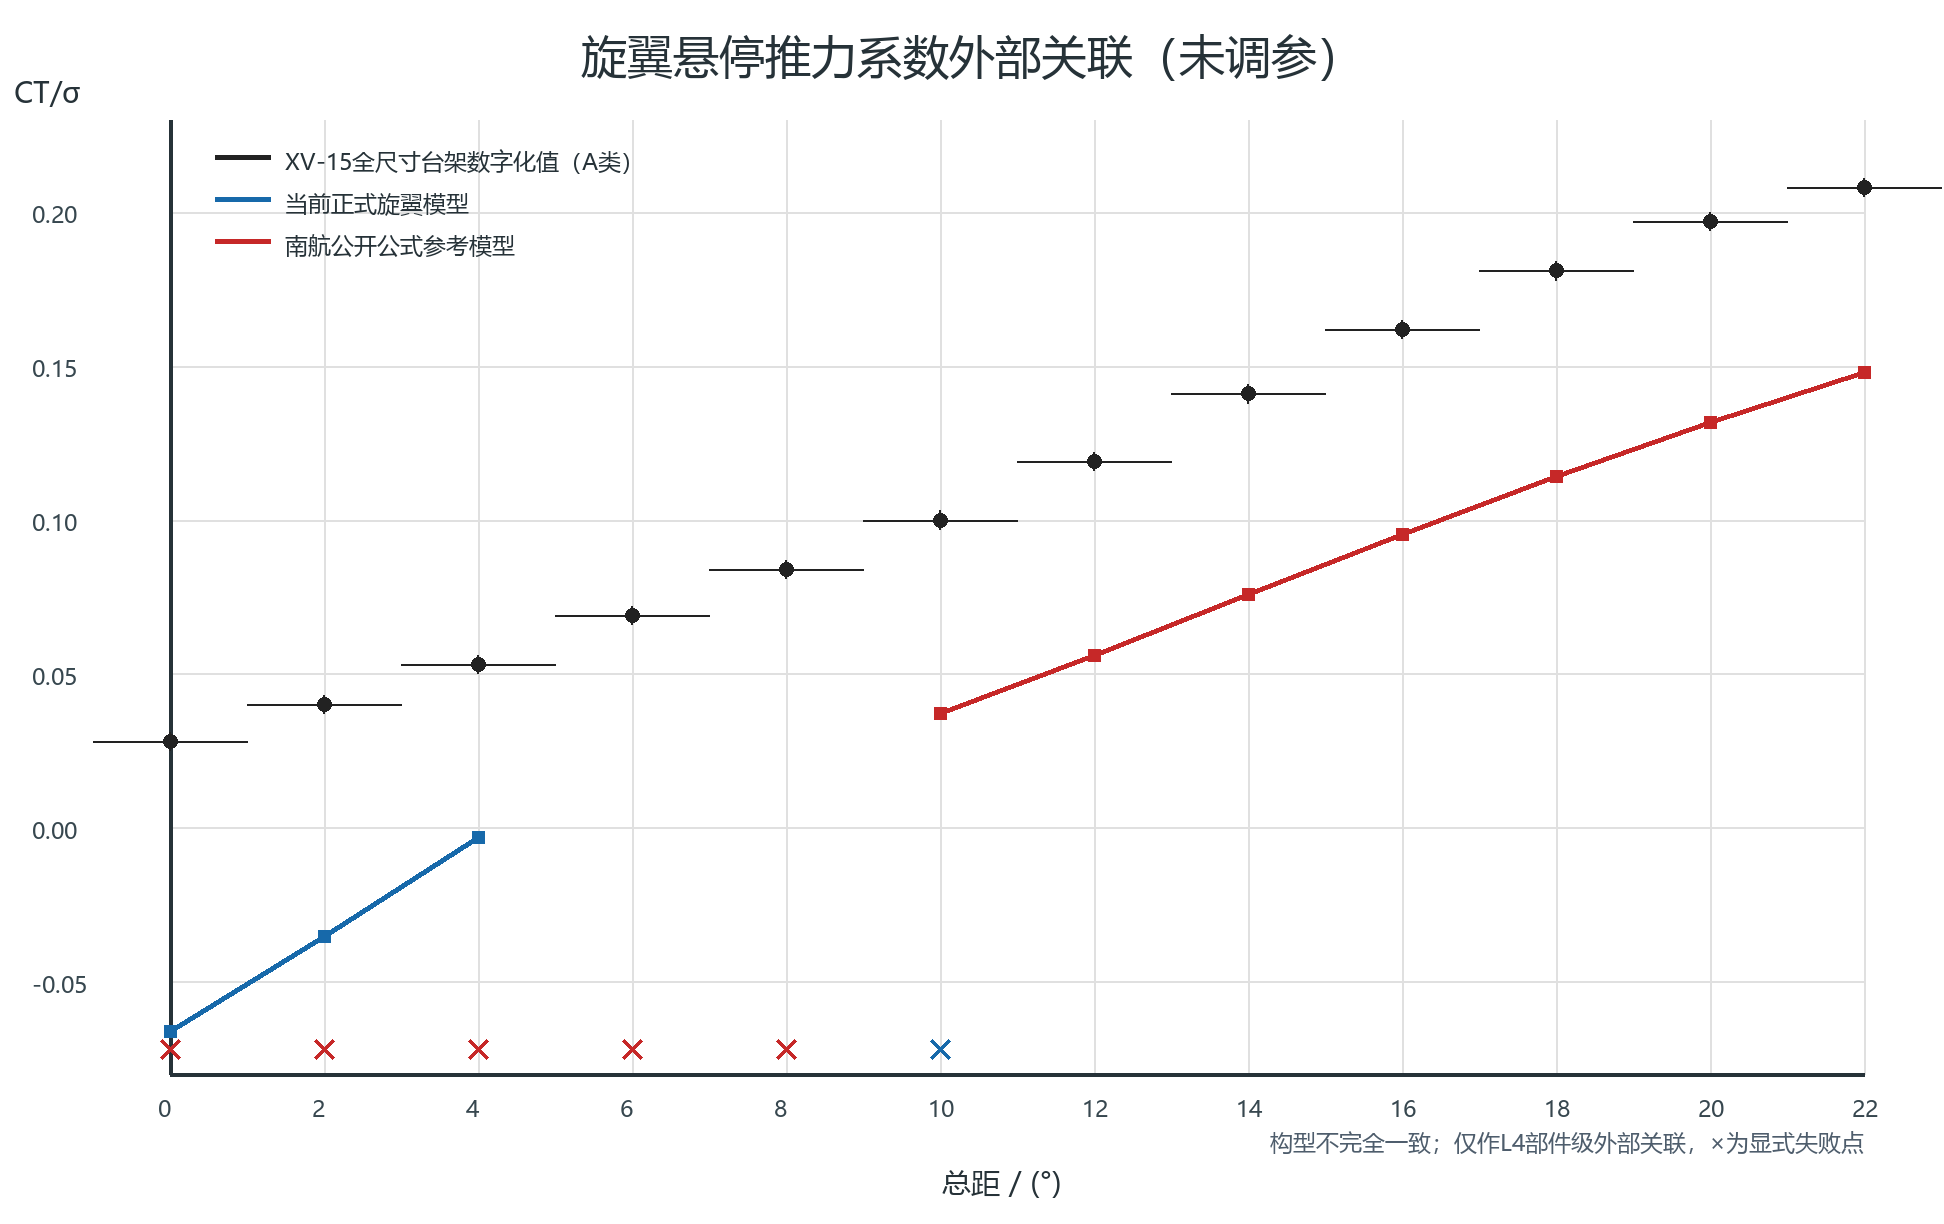 旋翼悬停推力系数外部关联（未调参）
CT/σ
XV-15全尺寸台架数字化值（A类）
当前正式旋翼模型
南航公开公式参考模型
0.20
0.15
0.10
0.05
0.00
-0.05
0 2 4 6 8 10 12 14 16 18 20 22
构型不完全一致；仅作L4部件级外部关联，×为显式失败点
总距 / (°)